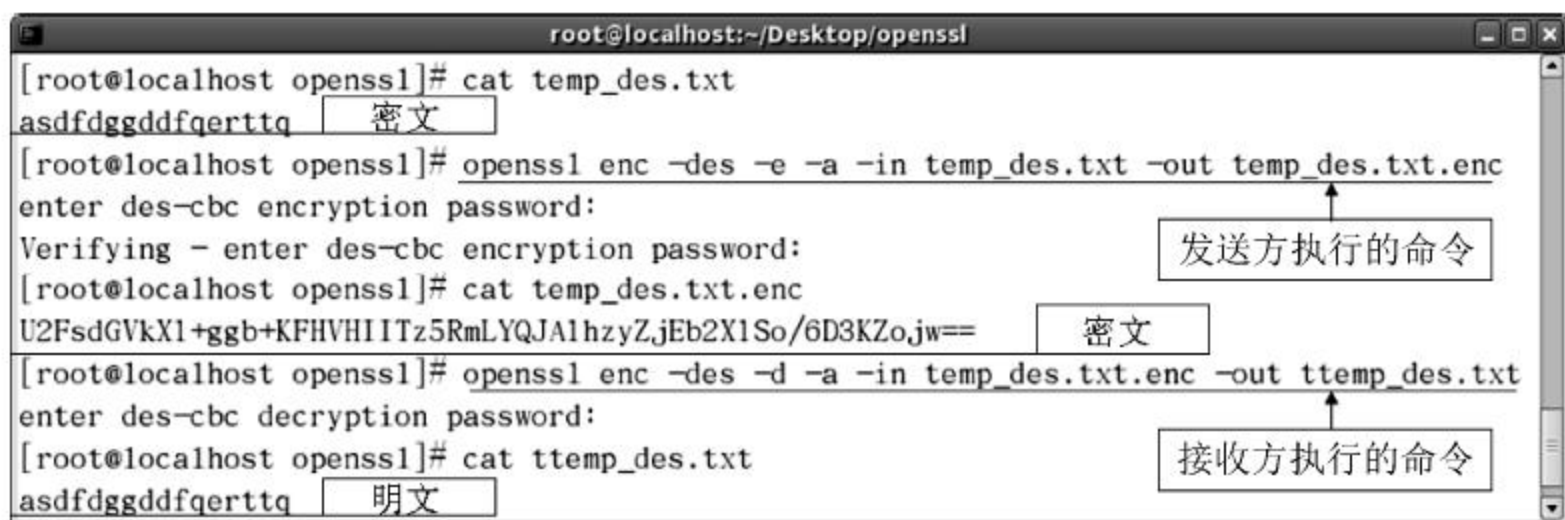 root@localhost:~/Desktop/openssl
[root@localhost openssl]# cat temp_des.txt
asdfdggddfqerttq 密文
[root@localhost openssl]# openssl enc -des -e -a -in temp_des.txt -out temp_des.txt.enc
enter des-cbc encryption password:
Verifying - enter des-cbc encryption password:
发送方执行的命令
[root@localhost openssl]# cat temp_des.txt.enc
U2FsdGVkX1+ggb+KFHVHIITz5RmLYQJA1hzyZjEb2X1So/6D3KZojw== 密文
[root@localhost openssl]# openssl enc -des -d -a -in temp_des.txt.enc -out ttemp_des.txt
enter des-cbc decryption password:
[root@localhost openssl]# cat ttemp_des.txt
接收方执行的命令
asdfdggddfqerttq 明文